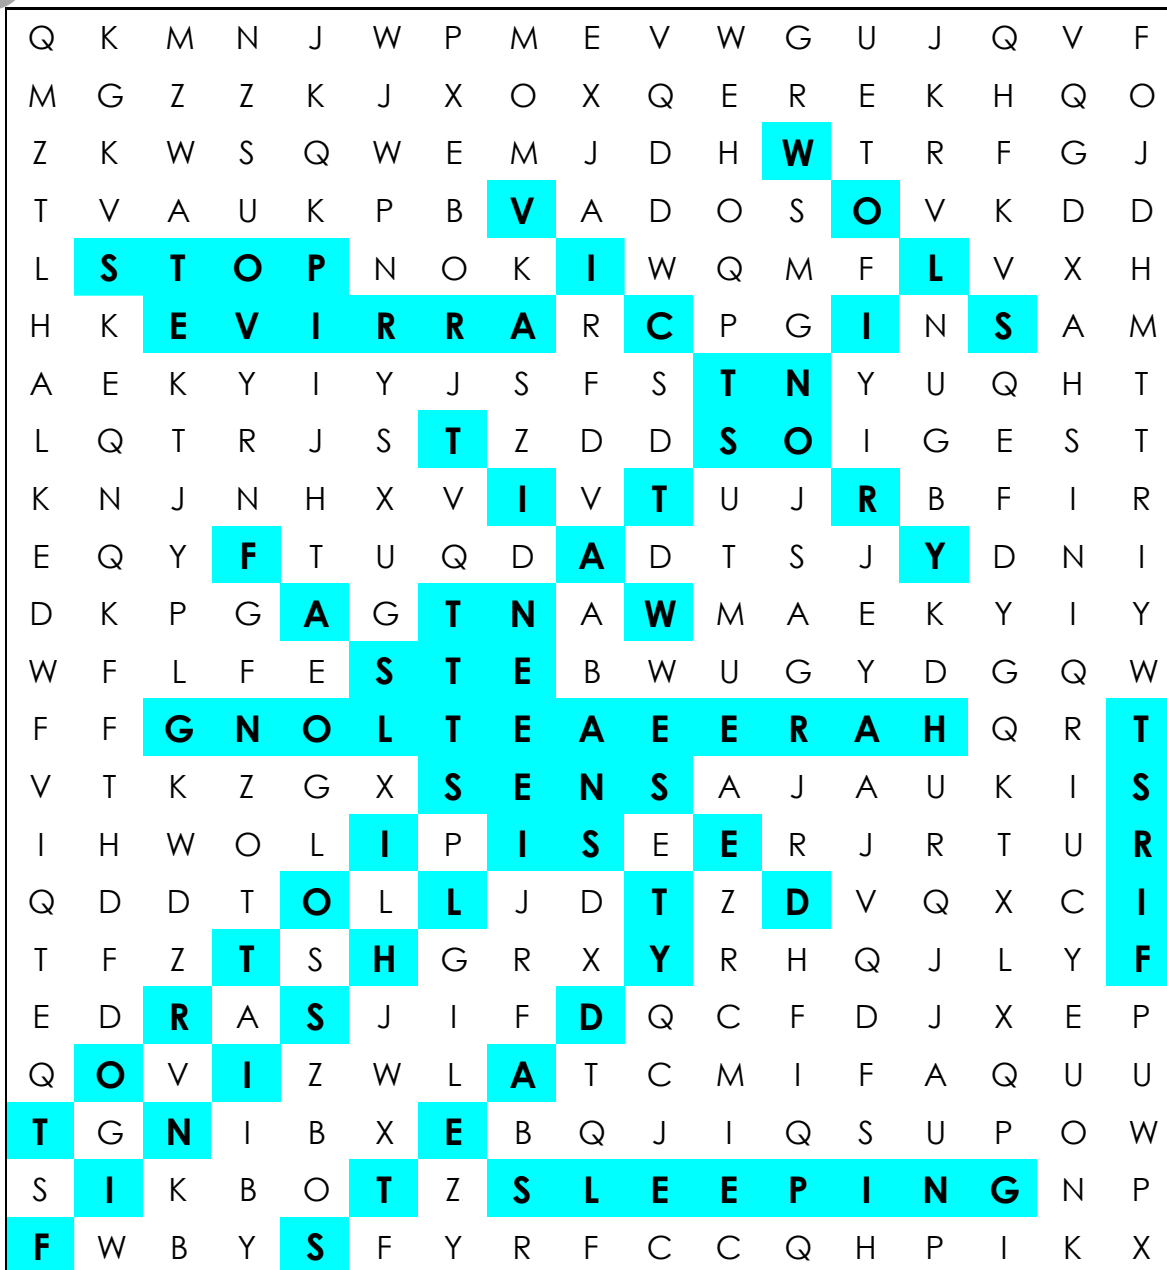 Q K M N J W P M E V W G U J Q V F
M G Z Z K J X O X Q E R E K H Q O
Z K W S Q W E M J D H W T R F G J
T V A U K P B V A D O S O V K D D
L S T O P N O K I W Q M F L V X H
H K E V I R R A R C P G I N S A M
A E K Y I Y J S F S T N Y U Q H T
L Q T R J S T Z D D S O I G E S T
K N J N H X V I V T U J R B F I R
E Q Y F T U Q D A D T S J Y D N I
D K P G A G T N A W M A E K Y I Y
W F L F E S T E B W U G Y D G Q W
F F G N O L T E A E E R A H Q R T
V T K Z G X S E N S A J A U K I S
I H W O L I P I S E E R J R T U R
Q D D T O L L J D T Z D V Q X C I
T F Z T S H G R X Y R H Q J L Y F
E D R A S J I F D Q C F D J X E P
Q O V I Z W L A T C M I F A Q U U
T G N I B X E B Q J I Q S U P O W
S I K B O T Z S L E E P I N G N P
F W B Y S F Y R F C C Q H P I K X